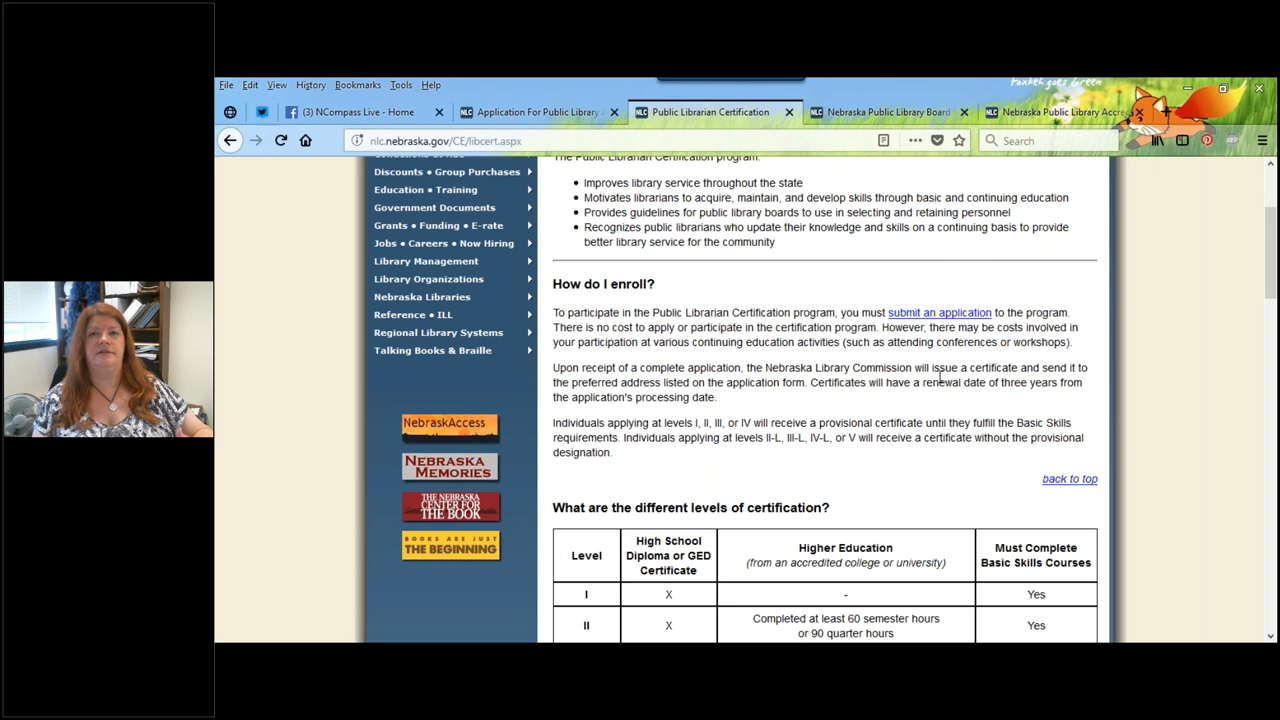 Foxkeh goes Green
File Edit View History Bookmarks Tools Help
(3) NCompass Live - Home
Application For Public Library
Public Librarian Certification
Nebraska Public Library Board
Nebraska Public Library Accre
nlc.nebraska.gov/CE/libcert.aspx
Search
Discounts • Group Purchases
Education • Training
Government Documents
Grants • Funding • E-rate
Jobs • Careers • Now Hiring
Library Management
Library Organizations
Nebraska Libraries
Reference • ILL
Regional Library Systems
Talking Books & Braille
NebraskAccess
NEBRASKA
MEMORIES
THE NEBRASKA
CENTER FOR
THE BOOK
BOOKS ARE JUST
THE BEGINNING
The Public Librarian Certification program:
• Improves library service throughout the state
• Motivates librarians to acquire, maintain, and develop skills through basic and continuing education
• Provides guidelines for public library boards to use in selecting and retaining personnel
• Recognizes public librarians who update their knowledge and skills on a continuing basis to provide
better library service for the community
How do I enroll?
To participate in the Public Librarian Certification program, you must submit an application to the program.
There is no cost to apply or participate in the certification program. However, there may be costs involved in
your participation at various continuing education activities (such as attending conferences or workshops).
Upon receipt of a complete application, the Nebraska Library Commission will issue a certificate and send it to
the preferred address listed on the application form. Certificates will have a renewal date of three years from
the application's processing date.
Individuals applying at levels I, II, III, or IV will receive a provisional certificate until they fulfill the Basic Skills
requirements. Individuals applying at levels II-L, III-L, IV-L, or V will receive a certificate without the provisional
designation.
back to top
What are the different levels of certification?
Level
High School
Diploma or GED
Certificate
Higher Education
(from an accredited college or university)
Must Complete
Basic Skills Courses
I X - Yes
II X Completed at least 60 semester hours
or 90 quarter hours Yes